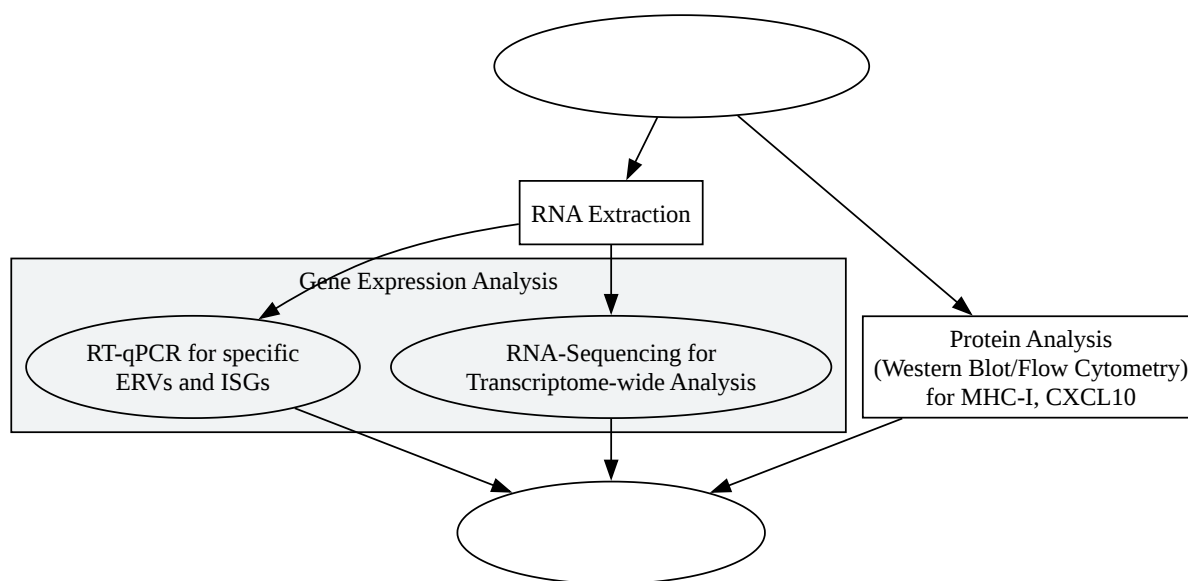 RNA Extraction
Gene Expression Analysis
RT-qPCR for specific
ERVs and ISGs
RNA-Sequencing for
Transcriptome-wide Analysis
Protein Analysis
(Western Blot/Flow Cytometry)
for MHC-I, CXCL10